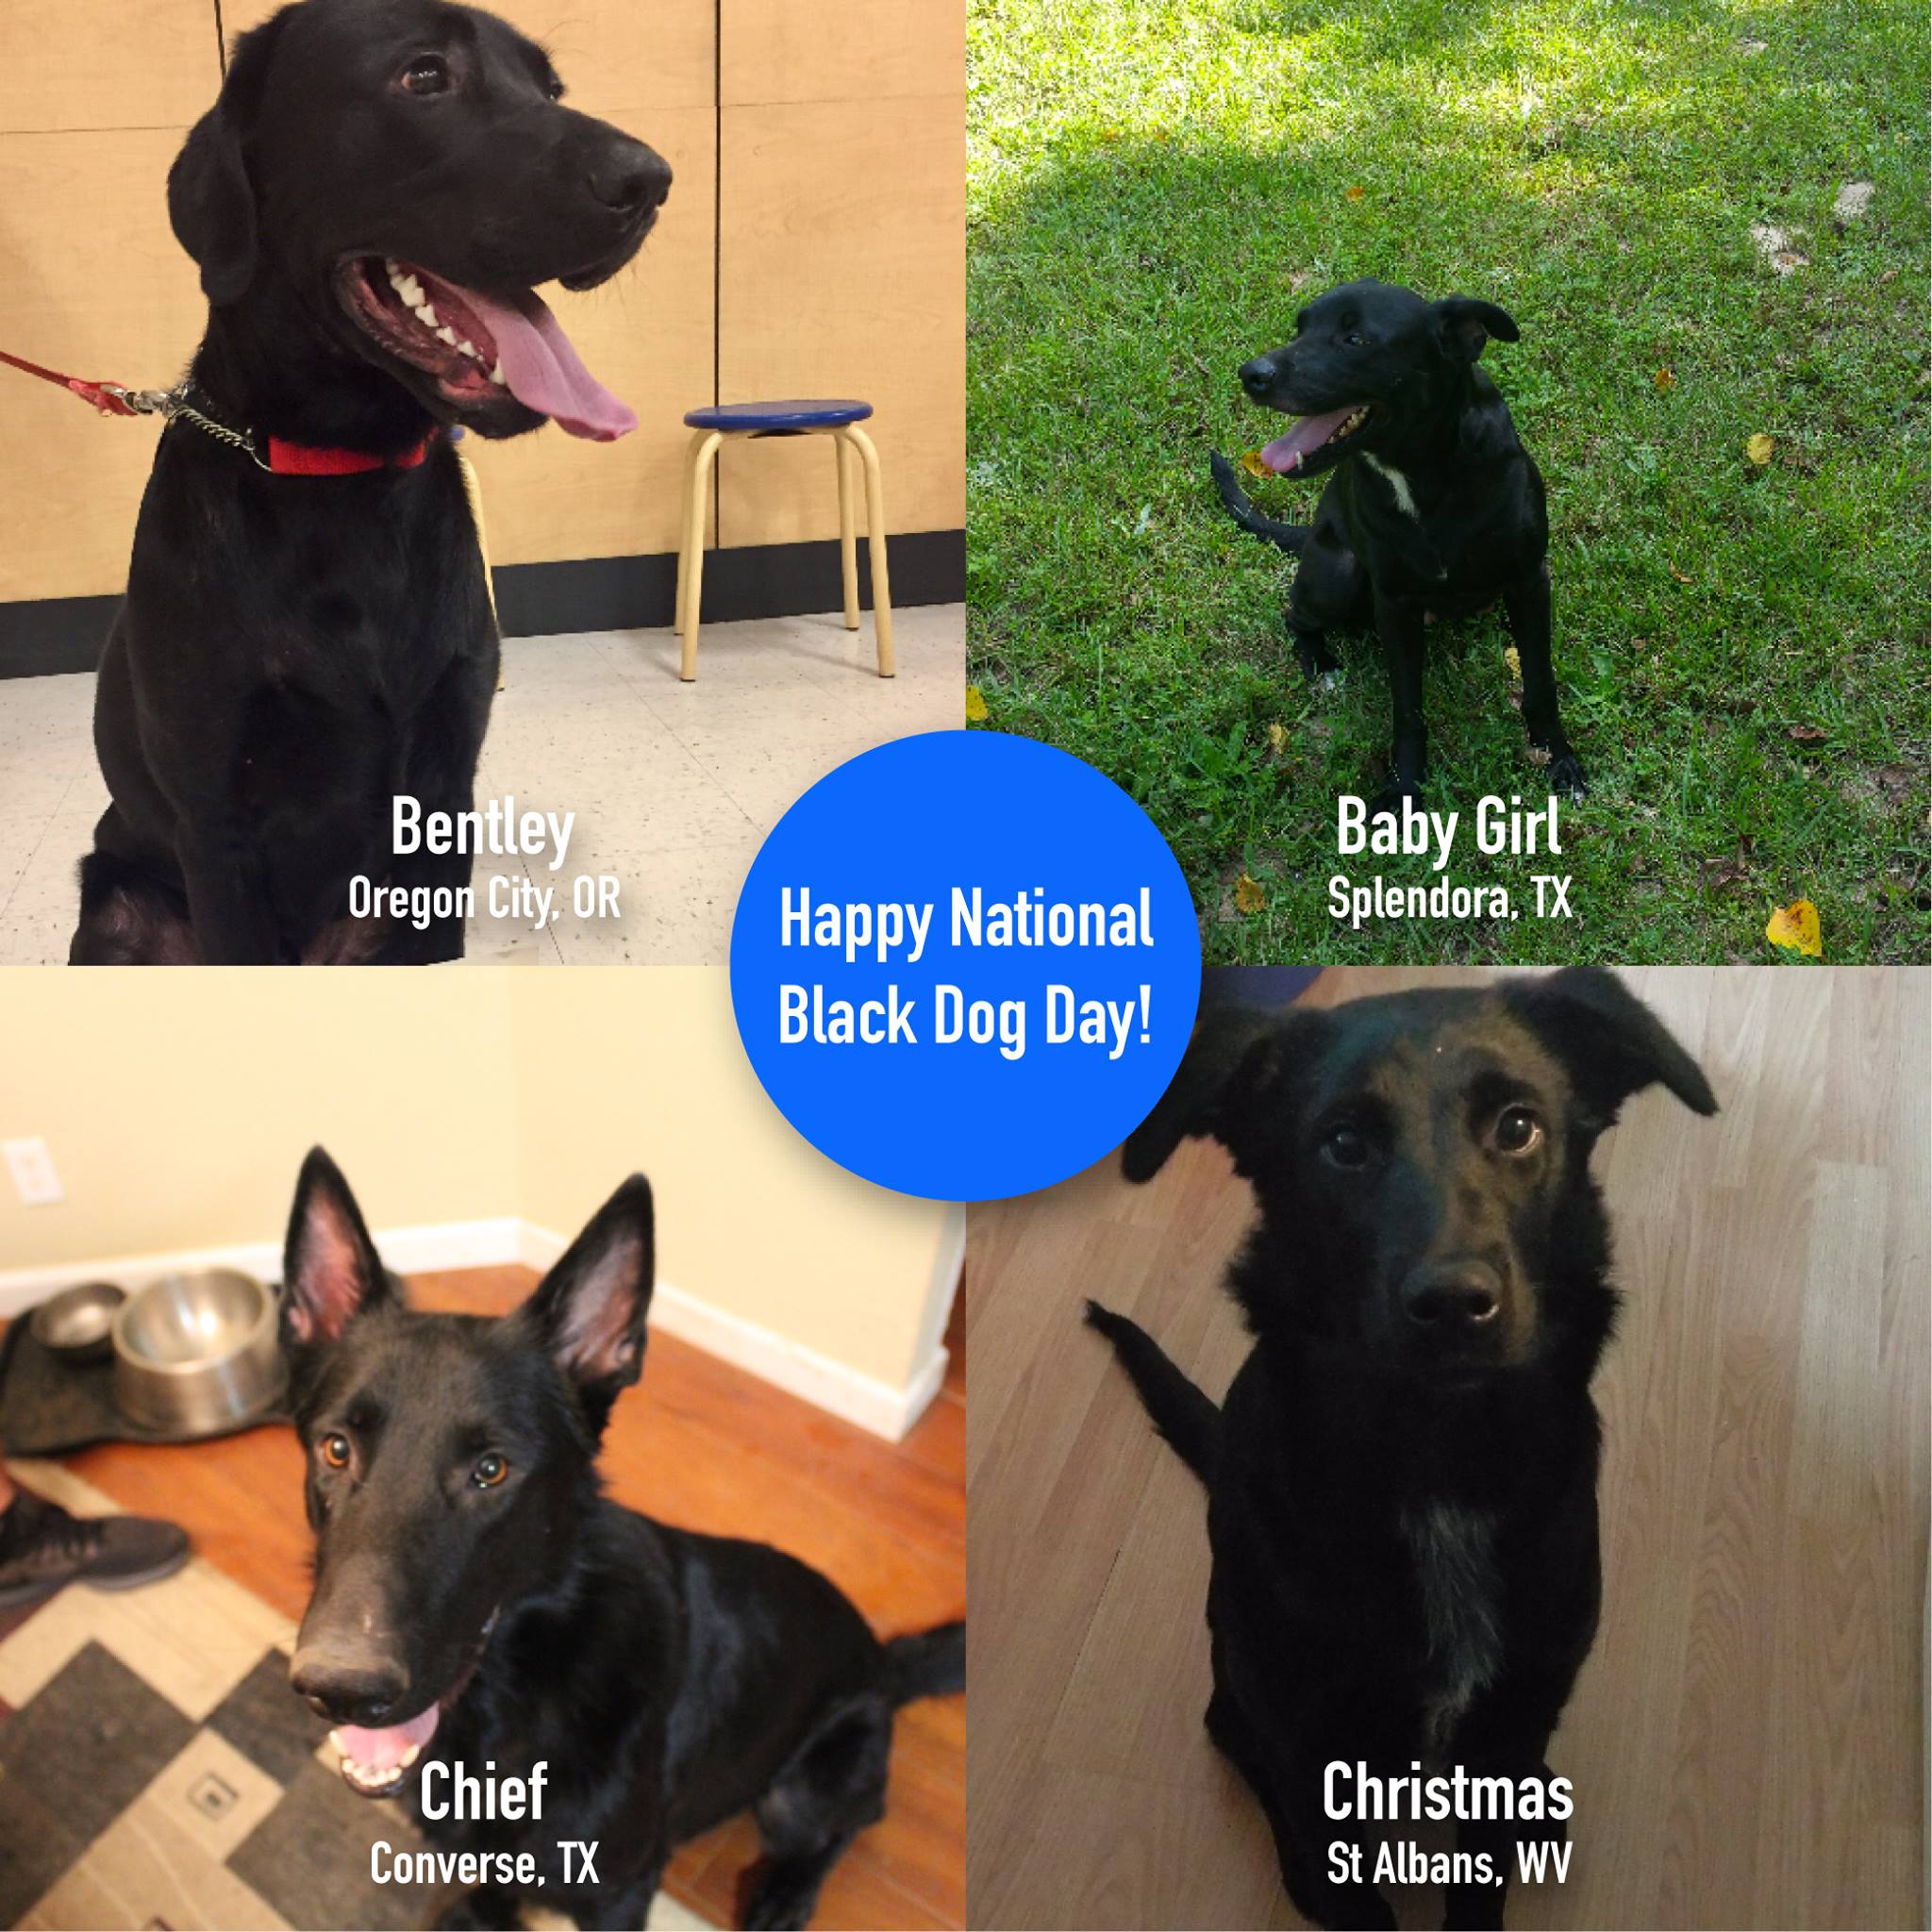 Bentley
Oregon City, OR
Baby Girl
Splendora, TX
Happy National
Black Dog Day!
Chief
Converse, TX
Christmas
St Albans, WV